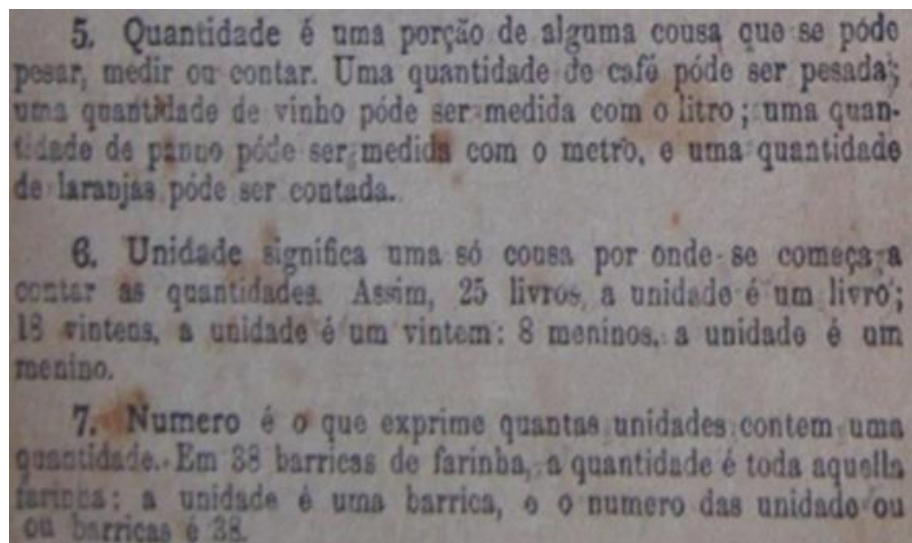 5. Quantidade é uma porção de alguma cousa que se póde
pesar, medir ou contar. Uma quantidade de café póde ser pesada;
uma quantidade de vinho póde ser medida com o litro; uma quan-
tidade de panno póde ser medida com o metro, e uma quantidade
de laranjas póde ser contada.
6. Unidade significa uma só cousa por onde se começa a
contar as quantidades. Assim, 25 livros, a unidade é um livro;
18 vintens, a unidade é um vintem: 8 meninos, a unidade é um
menino.
7. Numero é o que exprime quantas unidades contem uma
quantidade. Em 38 barricas de farinha, a quantidade é toda aquella
farinha: a unidade é uma barrica, e o numero das unidade ou
ou barricas é 38.